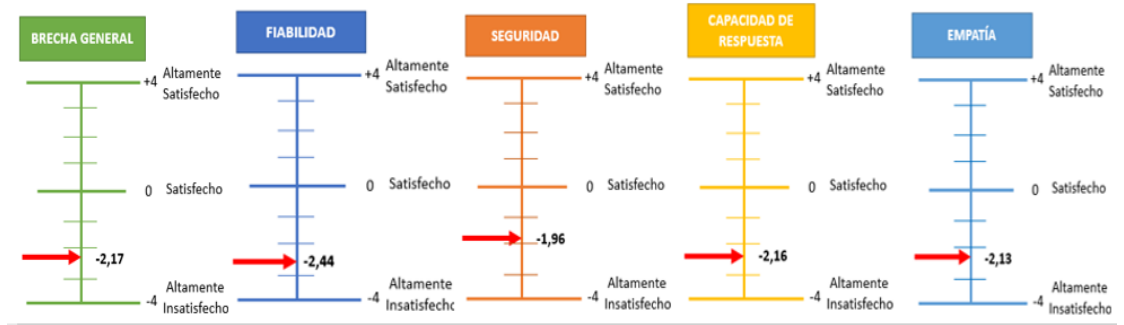 BRECHA GENERAL
+4 Altamente
Satisfecho
0 Satisfecho
-2,17
-4 Altamente
Insatisfecho
FIABILIDAD
+4 Altamente
Satisfecho
0 Satisfecho
-2,44
-4 Altamente
Insatisfecho
SEGURIDAD
+4 Altamente
Satisfecho
0 Satisfecho
-1,96
-4 Altamente
Insatisfecho
CAPACIDAD DE
RESPUESTA
+4 Altamente
Satisfecho
0 Satisfecho
-2,16
-4 Altamente
Insatisfecho
EMPATÍA
+4 Altamente
Satisfecho
0 Satisfecho
-2,13
-4 Altamente
Insatisfecho